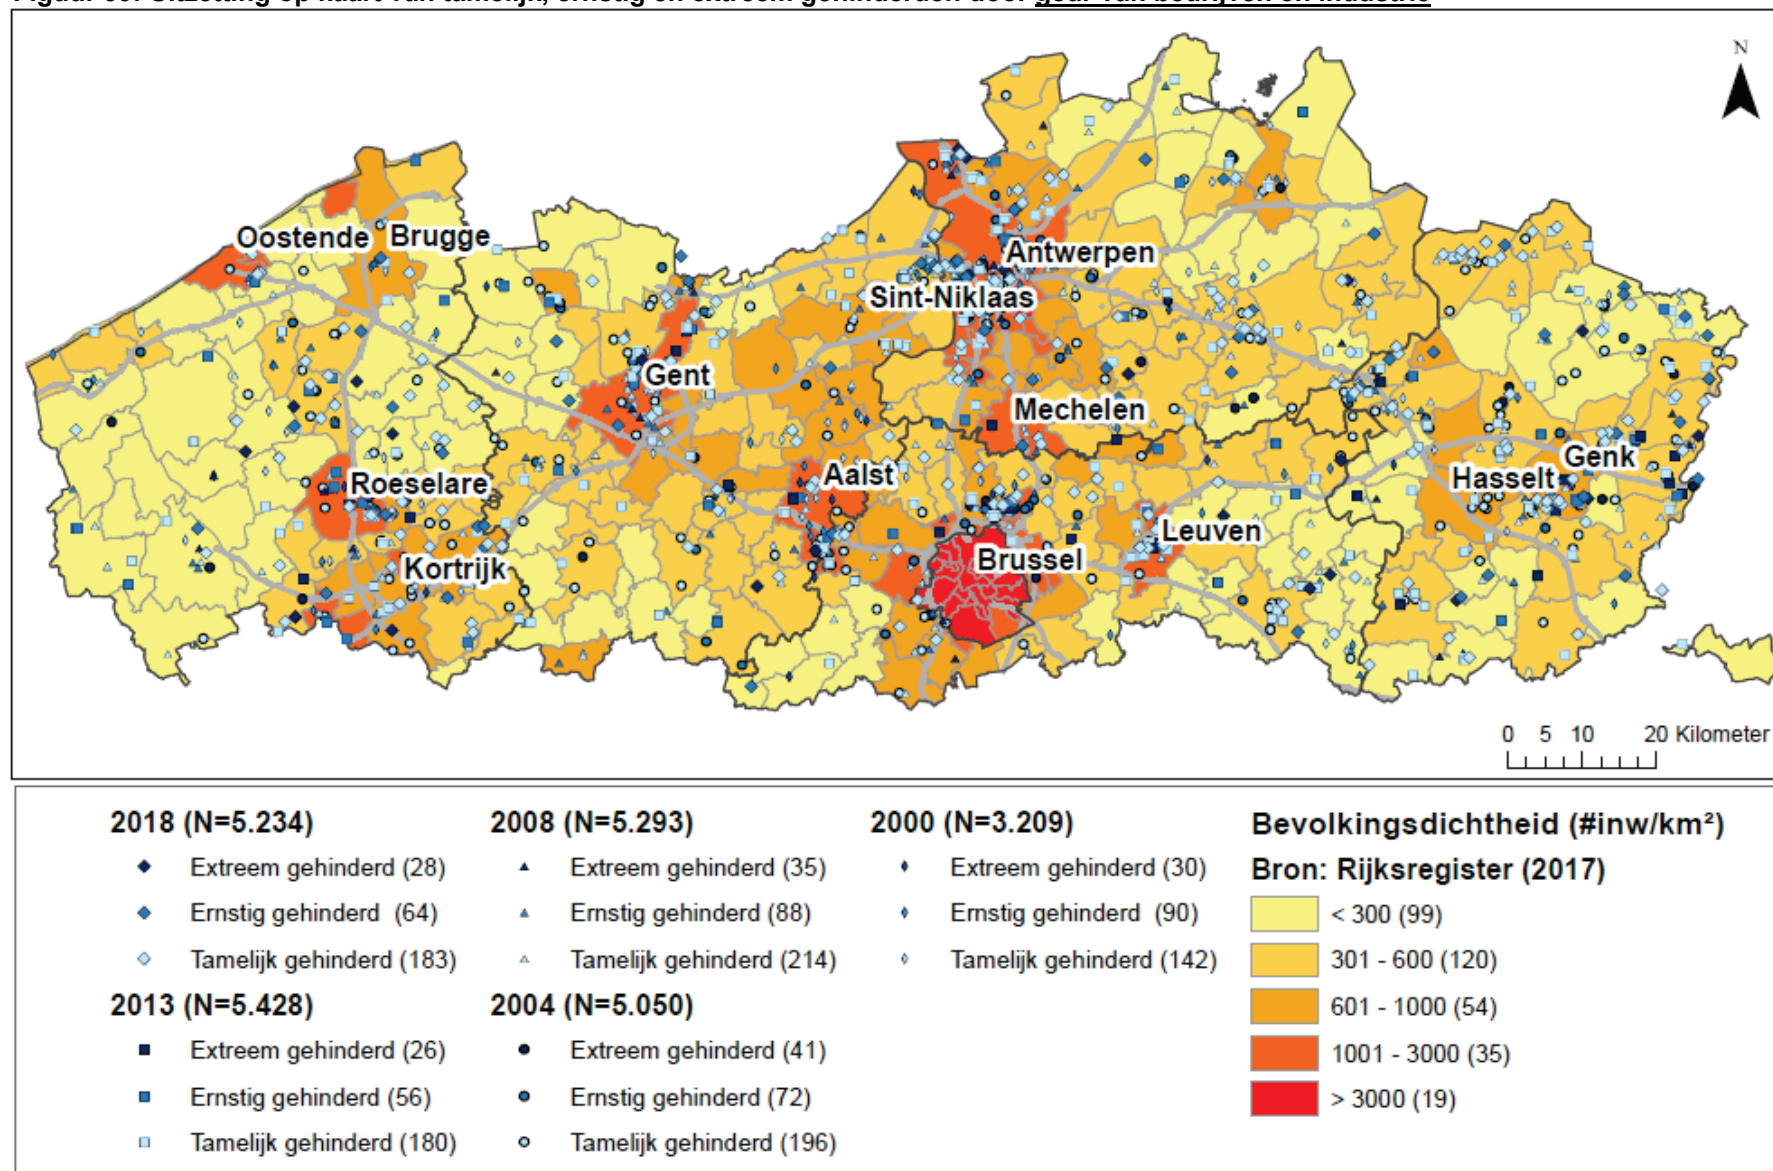 N
Oostende
Brugge
Antwerpen
Sint-Niklaas
Gent
Mechelen
Aalst
Roeselare
Genk
Hasselt
Leuven
Brussel
Kortrijk
0 5 10 20 Kilometer
2018 (N=5.234)
Extreem gehinderd (28)
Ernstig gehinderd (64)
Tamelijk gehinderd (183)
2013 (N=5.428)
Extreem gehinderd (26)
Ernstig gehinderd (56)
Tamelijk gehinderd (180)
2008 (N=5.293)
Extreem gehinderd (35)
Ernstig gehinderd (88)
Tamelijk gehinderd (214)
2004 (N=5.050)
Extreem gehinderd (41)
Ernstig gehinderd (72)
Tamelijk gehinderd (196)
2000 (N=3.209)
Extreem gehinderd (30)
Ernstig gehinderd (90)
Tamelijk gehinderd (142)
Bevolkingsdichtheid (#inw/km²)
Bron: Rijksregister (2017)
< 300 (99)
301 - 600 (120)
601 - 1000 (54)
1001 - 3000 (35)
> 3000 (19)